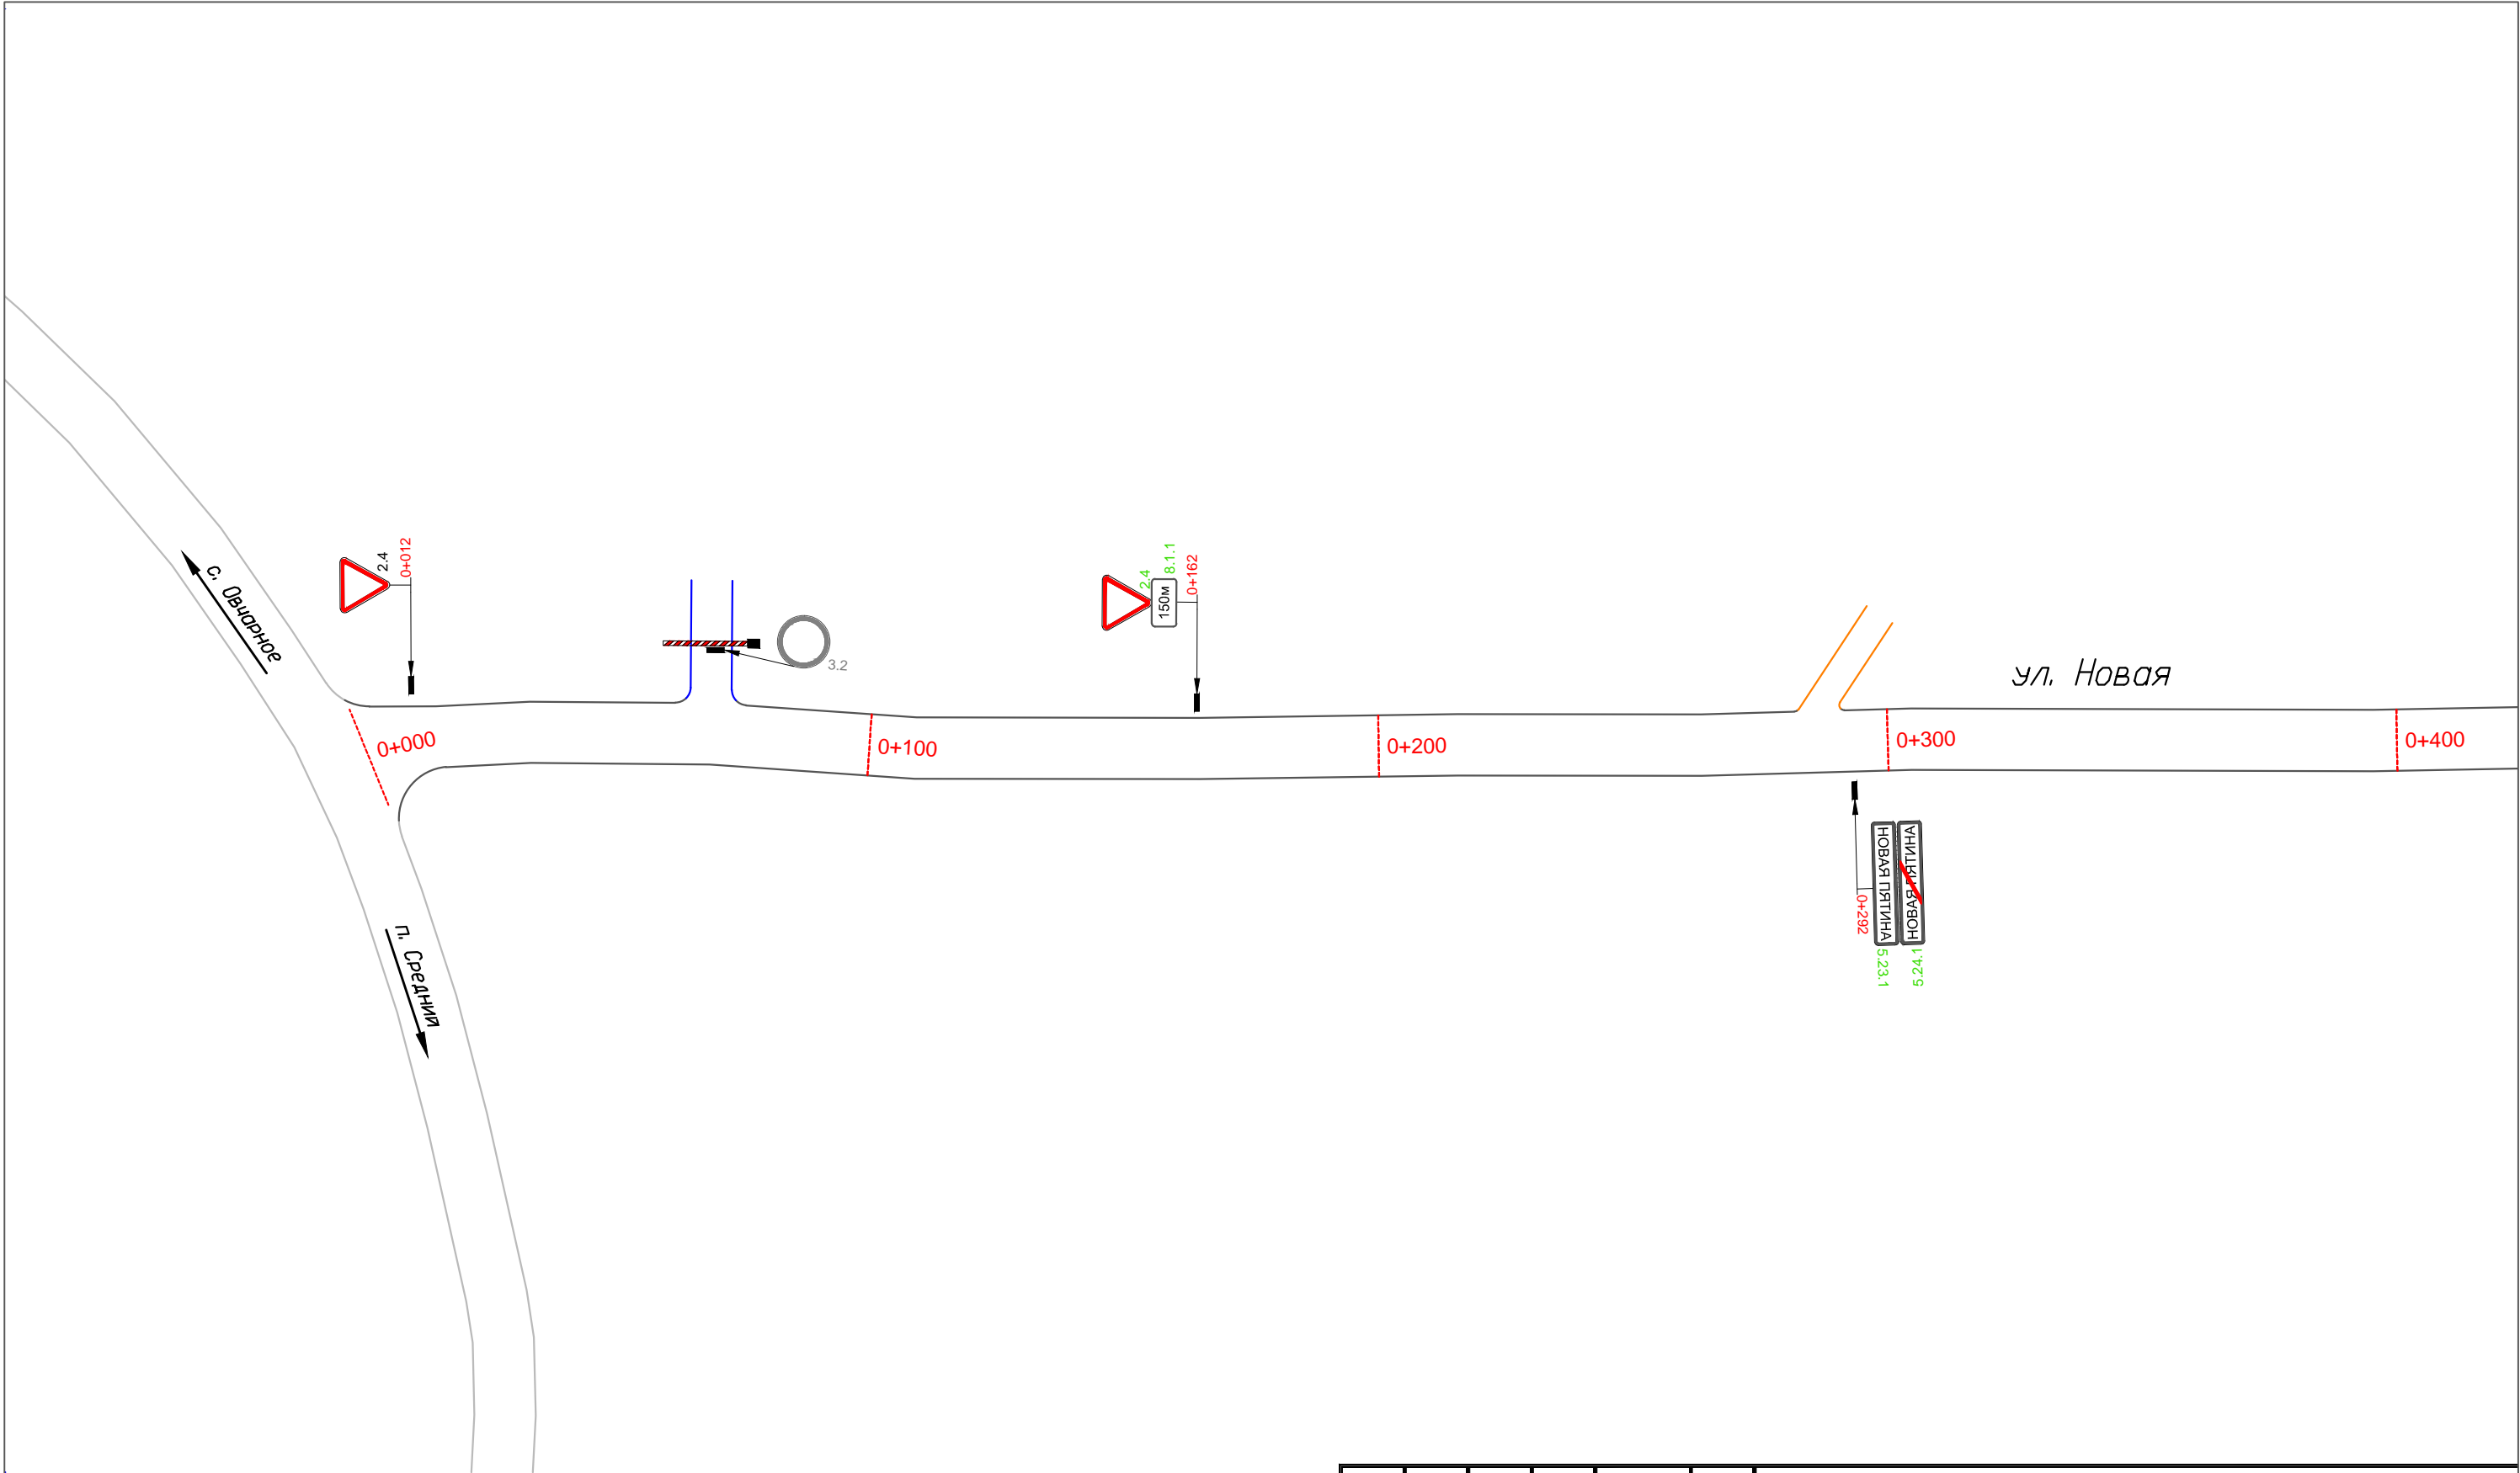 2.4
0+012
с. Овчарное
3.2
2.4
8.1.1
150м
0+162
ул. Новая
0+000
0+100
0+200
0+300
0+400
0+292
НОВАЯ ПЯТИНА
5.23.1
НОВАЯ ПЯТИНА
5.24.1
п. Средний